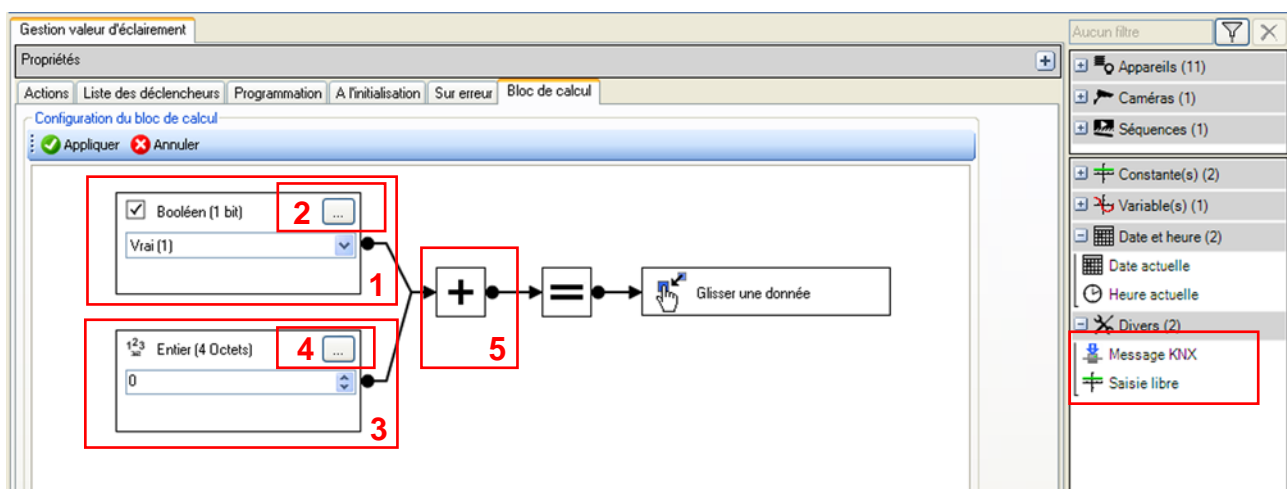 Gestion valeur d'éclairement
Propriétés
Actions Liste des déclencheurs Programmation A l'initialisation Sur erreur Bloc de calcul
Configuration du bloc de calcul
Appliquer Annuler
Booléen (1 bit) 2 ...
Vrai (1)
1
Entier (4 Octets) 4 ...
0
3
+
5
=
Glisser une donnée
Aucun filtre
Appareils (11)
Caméras (1)
Séquences (1)
Constante(s) (2)
Variable(s) (1)
Date et heure (2)
Date actuelle
Heure actuelle
Divers (2)
Message KNX
Saisie libre